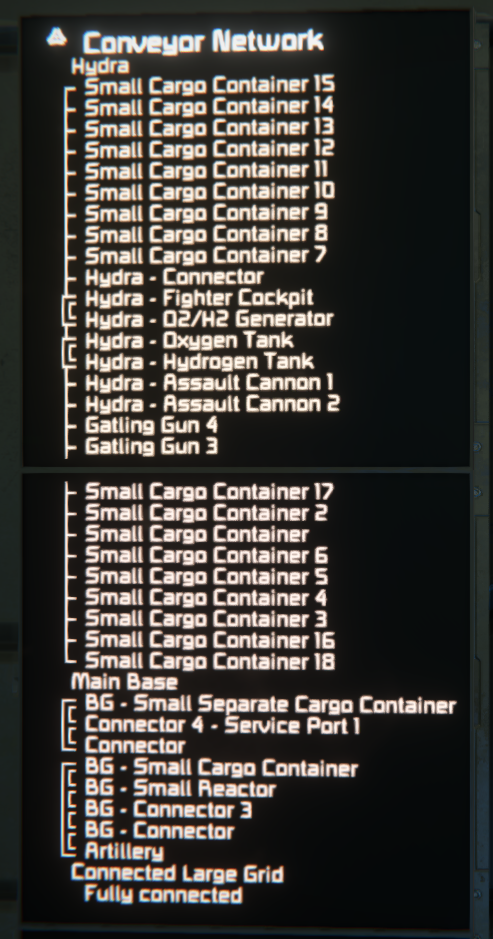 Conveyor Network
Hydra
Small Cargo Container 15
Small Cargo Container 14
Small Cargo Container 13
Small Cargo Container 12
Small Cargo Container 11
Small Cargo Container 10
Small Cargo Container 9
Small Cargo Container 8
Small Cargo Container 7
Hydra - Connector
Hydra - Fighter Cockpit
Hydra - O2/H2 Generator
Hydra - Oxygen Tank
Hydra - Hydrogen Tank
Hydra - Assault Cannon 1
Hydra - Assault Cannon 2
Gatling Gun 4
Gatling Gun 3
Small Cargo Container 17
Small Cargo Container 2
Small Cargo Container
Small Cargo Container 6
Small Cargo Container 5
Small Cargo Container 4
Small Cargo Container 3
Small Cargo Container 16
Small Cargo Container 18
Main Base
BG - Small Separate Cargo Container
Connector 4 - Service Port 1
Connector
BG - Small Cargo Container
BG - Small Reactor
BG - Connector 3
BG - Connector
Artillery
Connected Large Grid
Fully connected